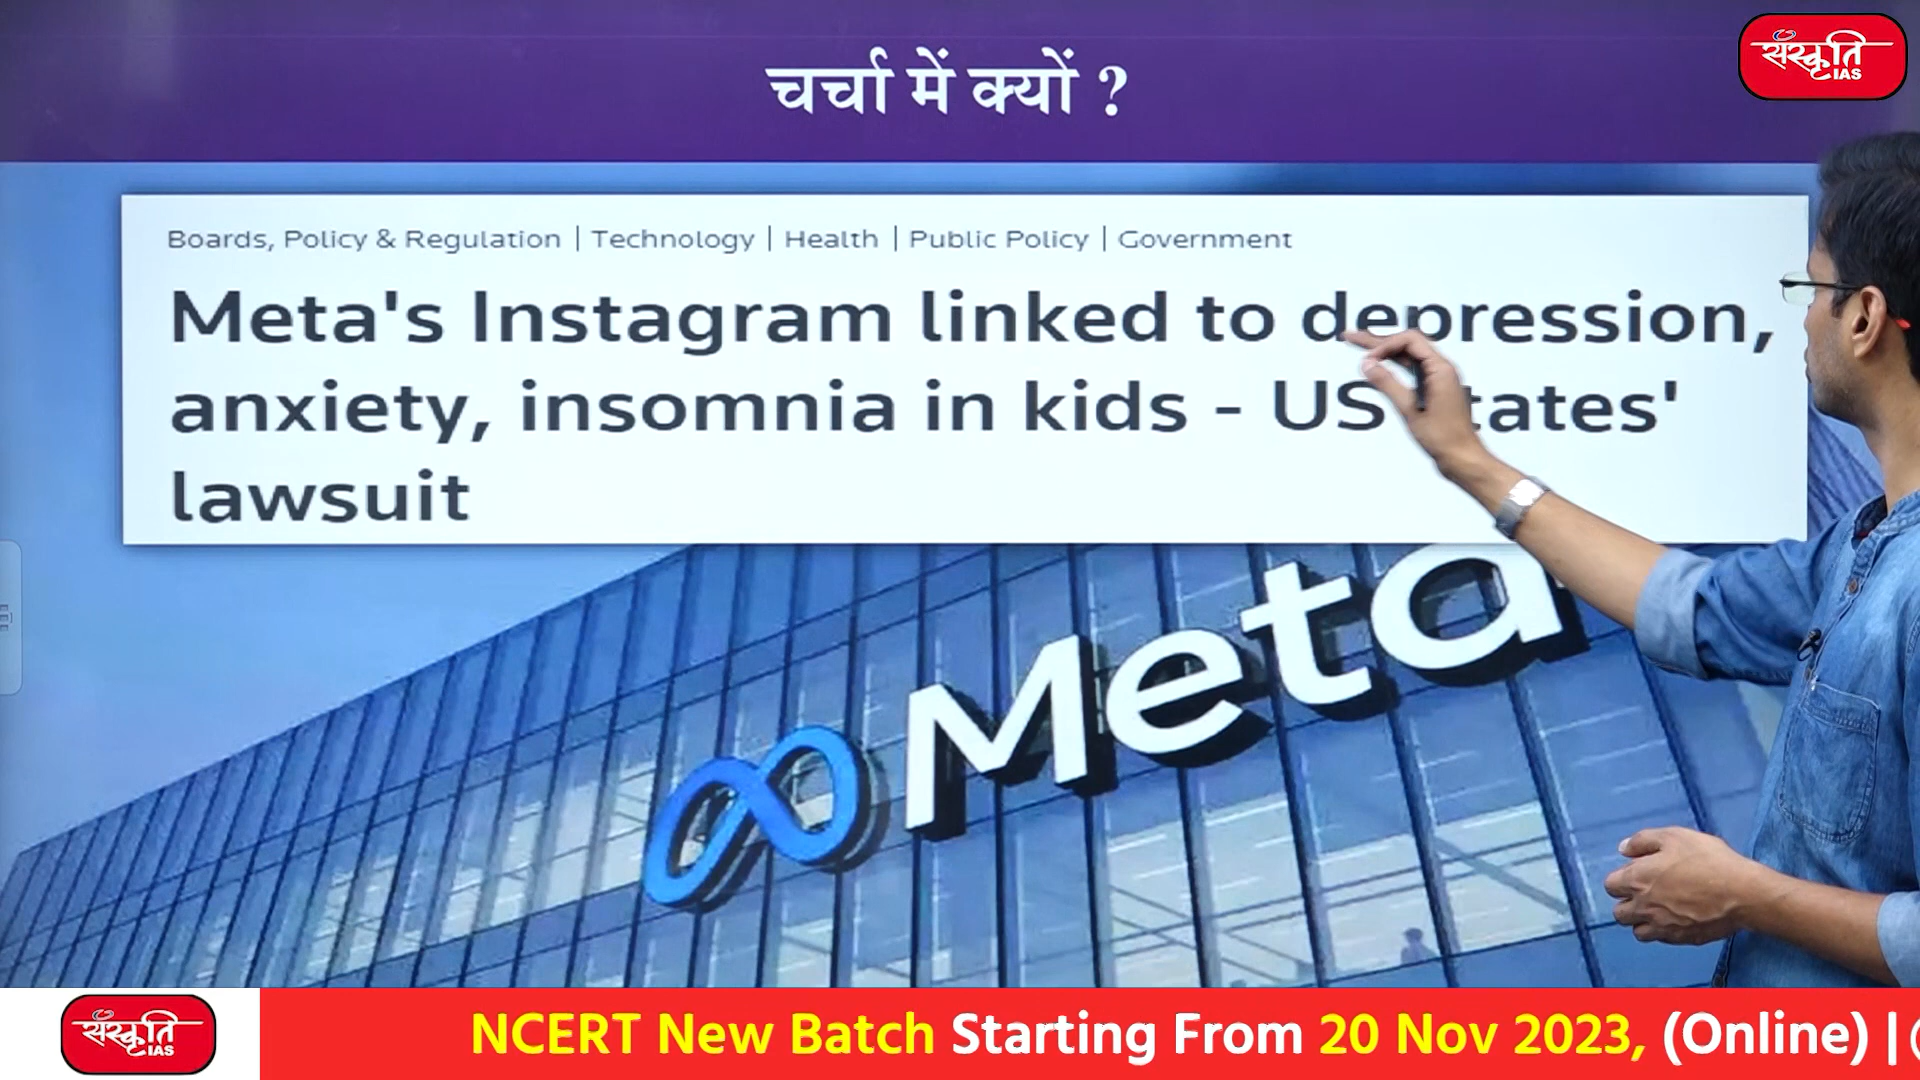 चर्चा में क्यों ?
संस्कृति
IAS
Boards, Policy & Regulation | Technology | Health | Public Policy | Government
Meta's Instagram linked to depression,
anxiety, insomnia in kids - US tates'
lawsuit
Meta
संस्कृति
IAS
NCERT New Batch Starting From 20 Nov 2023, (Online) | (